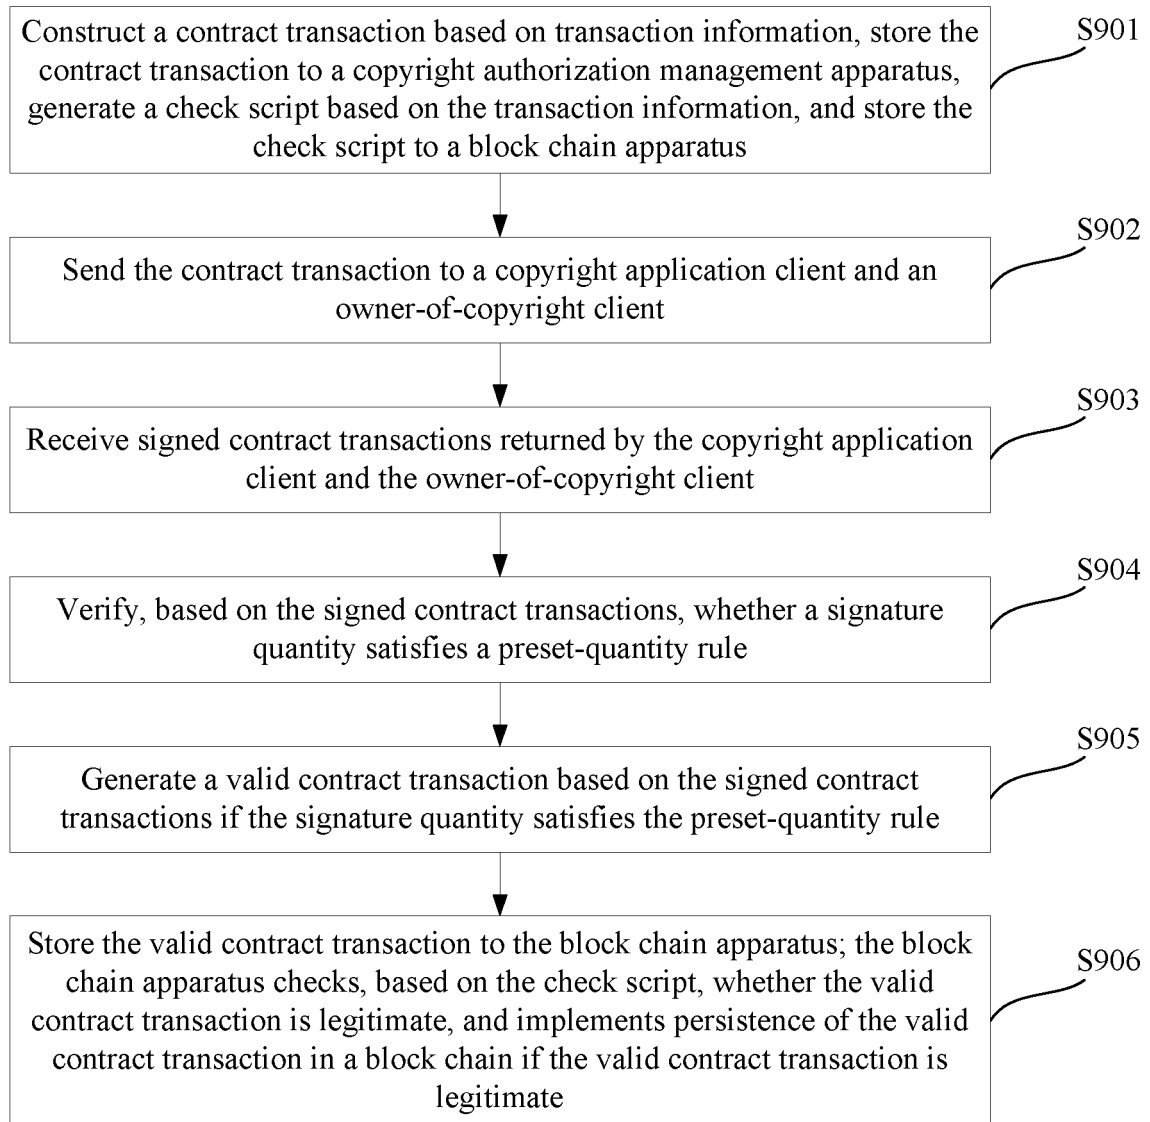 Construct a contract transaction based on transaction information, store the
contract transaction to a copyright authorization management apparatus,
generate a check script based on the transaction information, and store the
check script to a block chain apparatus
S901
Send the contract transaction to a copyright application client and an
owner-of-copyright client
S902
Receive signed contract transactions returned by the copyright application
client and the owner-of-copyright client
S903
Verify, based on the signed contract transactions, whether a signature
quantity satisfies a preset-quantity rule
S904
Generate a valid contract transaction based on the signed contract
transactions if the signature quantity satisfies the preset-quantity rule
S905
Store the valid contract transaction to the block chain apparatus; the block
chain apparatus checks, based on the check script, whether the valid
contract transaction is legitimate, and implements persistence of the valid
contract transaction in a block chain if the valid contract transaction is
legitimate
S906